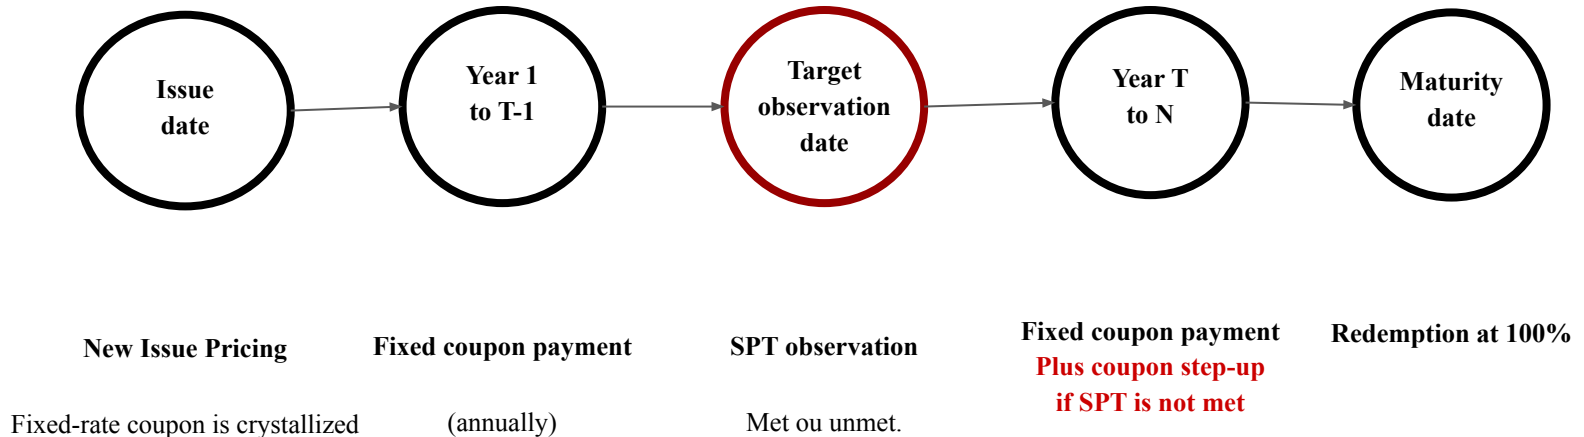 Issue
date
Year 1
to T-1
Target
observation
date
Year T
to N
Maturity
date
New Issue Pricing
Fixed coupon payment
SPT observation
Fixed coupon payment
Plus coupon step-up
if SPT is not met
Redemption at 100%
Fixed-rate coupon is crystallized
(annually)
Met ou unmet.